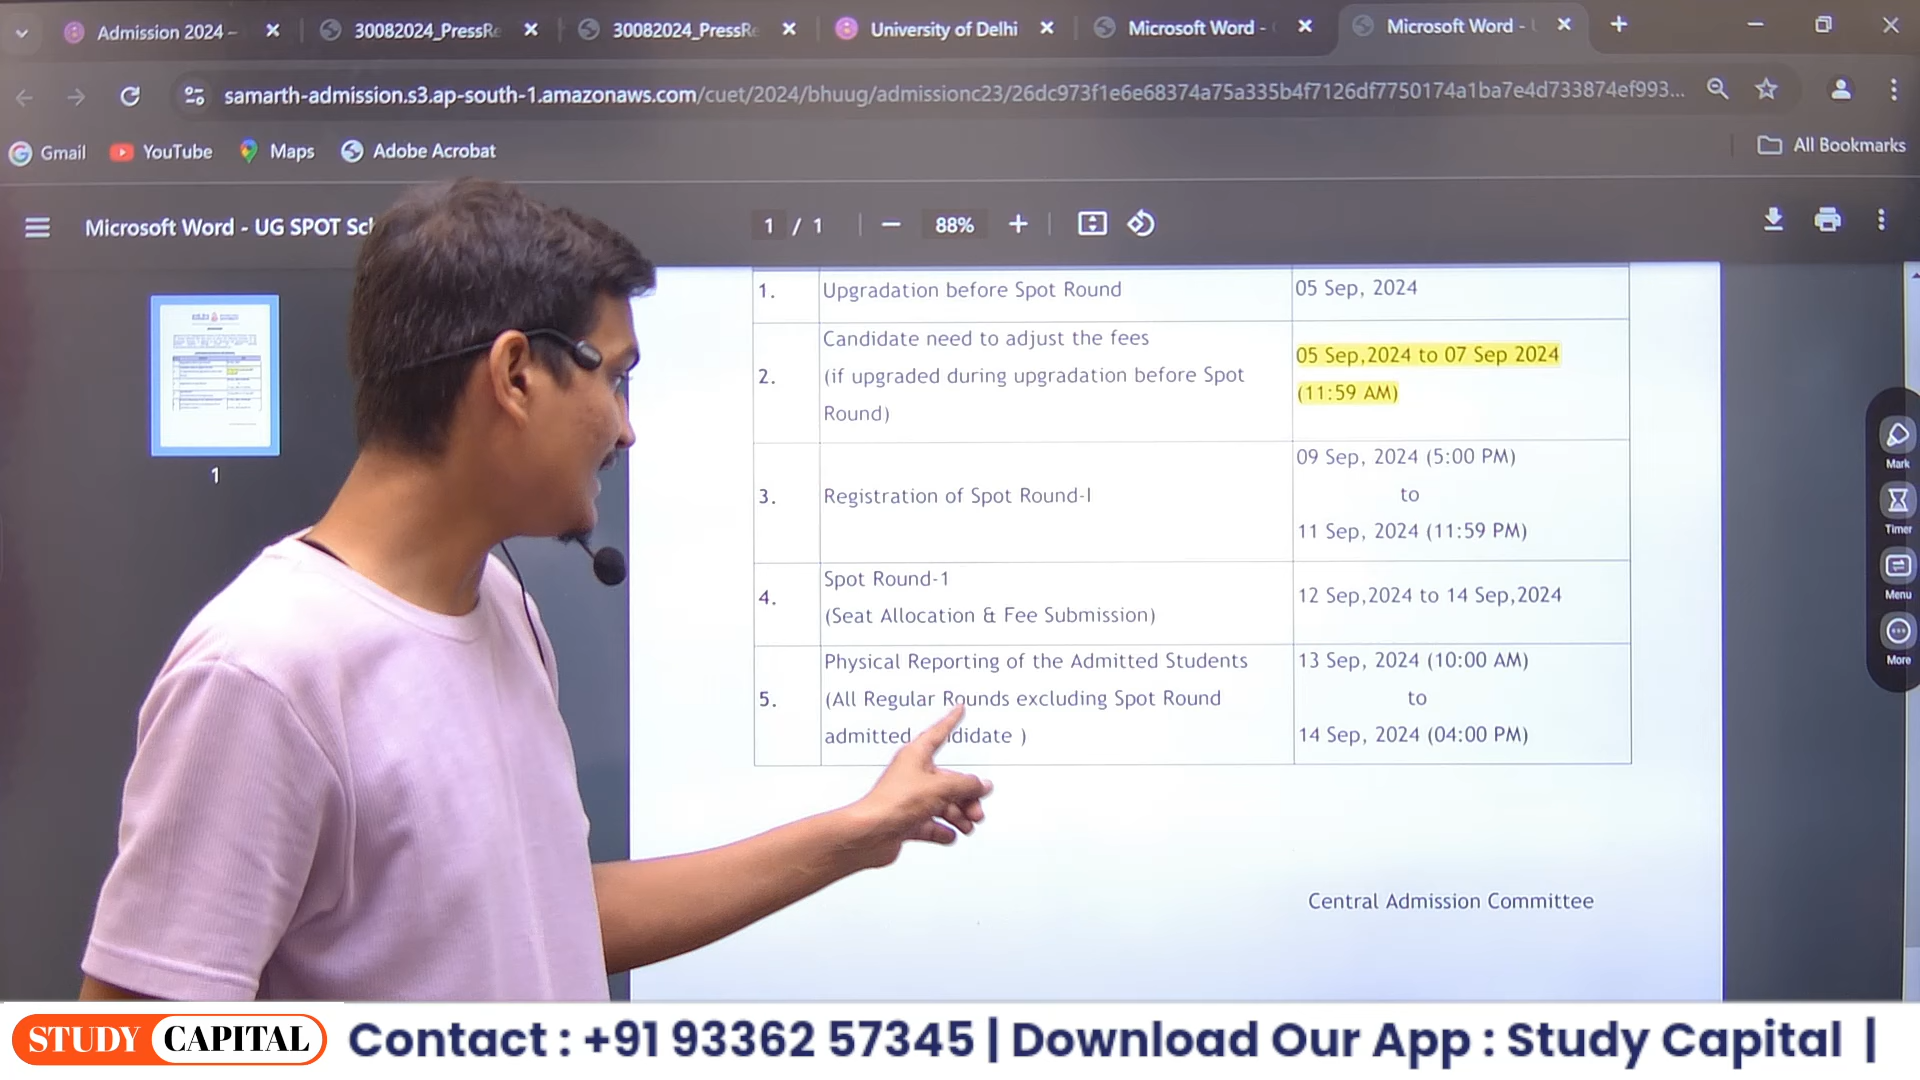 Admission 2024 –
30082024_PressRe
30082024_PressRe
University of Delhi
Microsoft Word -
Microsoft Word -
samarth-admission.s3.ap-south-1.amazonaws.com/cuet/2024/bhuug/admissionc23/26dc973f1e6e68374a75a335b4f7126df7750174a1ba7e4d733874ef993...
Gmail
YouTube
Maps
Adobe Acrobat
All Bookmarks
Microsoft Word - UG SPOT Sch
1 / 1
88%
1
1. Upgradation before Spot Round 05 Sep, 2024
2. Candidate need to adjust the fees
(if upgraded during upgradation before Spot
Round)
05 Sep,2024 to 07 Sep 2024
(11:59 AM)
3. Registration of Spot Round-I
09 Sep, 2024 (5:00 PM)
to
11 Sep, 2024 (11:59 PM)
4. Spot Round-1
(Seat Allocation & Fee Submission)
12 Sep,2024 to 14 Sep,2024
5. Physical Reporting of the Admitted Students
(All Regular Rounds excluding Spot Round
admitted )
13 Sep, 2024 (10:00 AM)
to
14 Sep, 2024 (04:00 PM)
Central Admission Committee
Mark
Timer
Menu
More
STUDY CAPITAL Contact : +91 93362 57345 | Download Our App : Study Capital |